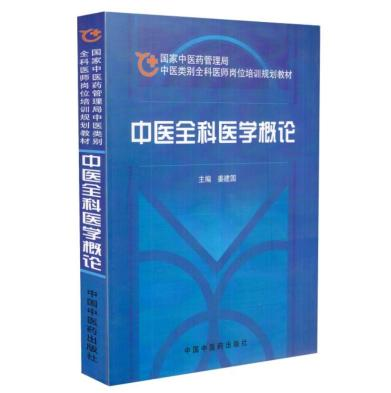 国家中医药管理局
中医类别全科医师岗位培训规划教材
中医全科医学概论
主编 姜建国
中国中医药出版社
国家中医药管理局中医类别
全科医师岗位培训规划教材
中医全科医学概论
中国中医药出版社